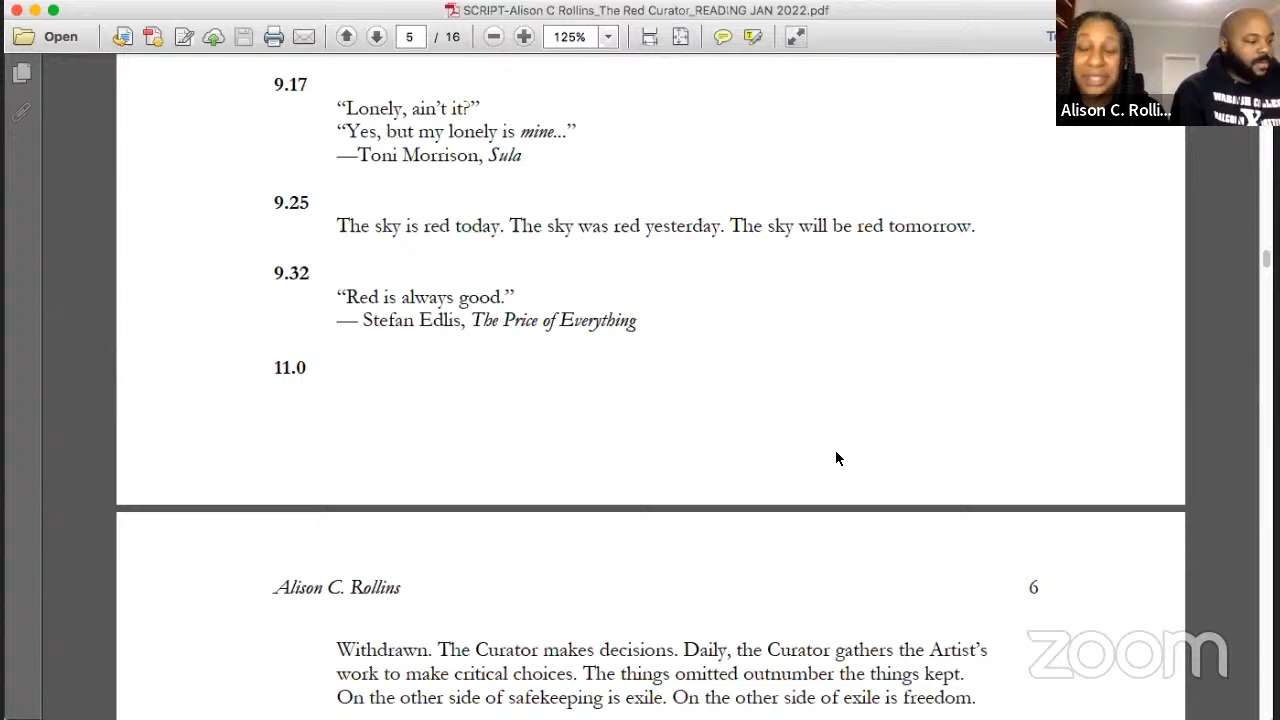 SCRIPT-Alison C Rollins_The Red Curator_READING JAN 2022.pdf
Open
5
/ 16
125%
Alison C. Rolli...
9.17
“Lonely, ain’t it?”
“Yes, but my lonely is mine...”
—Toni Morrison, Sula
9.25
The sky is red today. The sky was red yesterday. The sky will be red tomorrow.
9.32
“Red is always good.”
— Stefan Edlis, The Price of Everything
11.0
Alison C. Rollins
6
Withdrawn. The Curator makes decisions. Daily, the Curator gathers the Artist’s
work to make critical choices. The things omitted outnumber the things kept.
On the other side of safekeeping is exile. On the other side of exile is freedom.
zoom